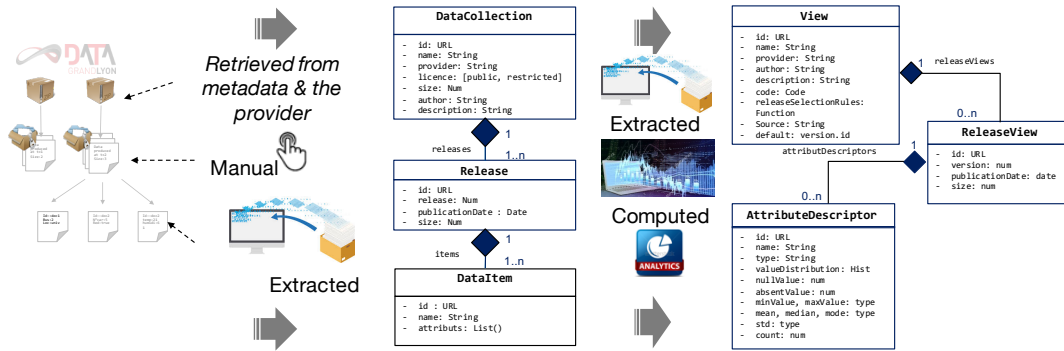 DATA
GRANDLYON
Retrieved from
metadata & the
provider
Manual
Extracted
DataCollection
- id: URL
- name: String
- provider: String
- licence: [public, restricted]
- size: Num
- author: String
- description: String
1
releases
1..n
Release
- id: URL
- release: Num
- publicationDate : Date
- size: Num
1
items
1..n
DataItem
- id : URL
- name: String
- attributs: List()
Extracted
Computed
ANALYTICS
View
- id: URL
- name: String
- provider: String
- author: String
- description: String
- code: Code
- releaseSelectionRules:
Function
- Source: String
- default: version.id
1
releaseViews
0..n
ReleaseView
- id: URL
- version: num
- publicationDate: date
- size: num
attributDescriptors
1
0..n
AttributeDescriptor
- id: URL
- name: String
- type: String
- valueDistribution: Hist
- nullValue: num
- absentValue: num
- minValue, maxValue: type
- mean, median, mode: type
- std: type
- count: num